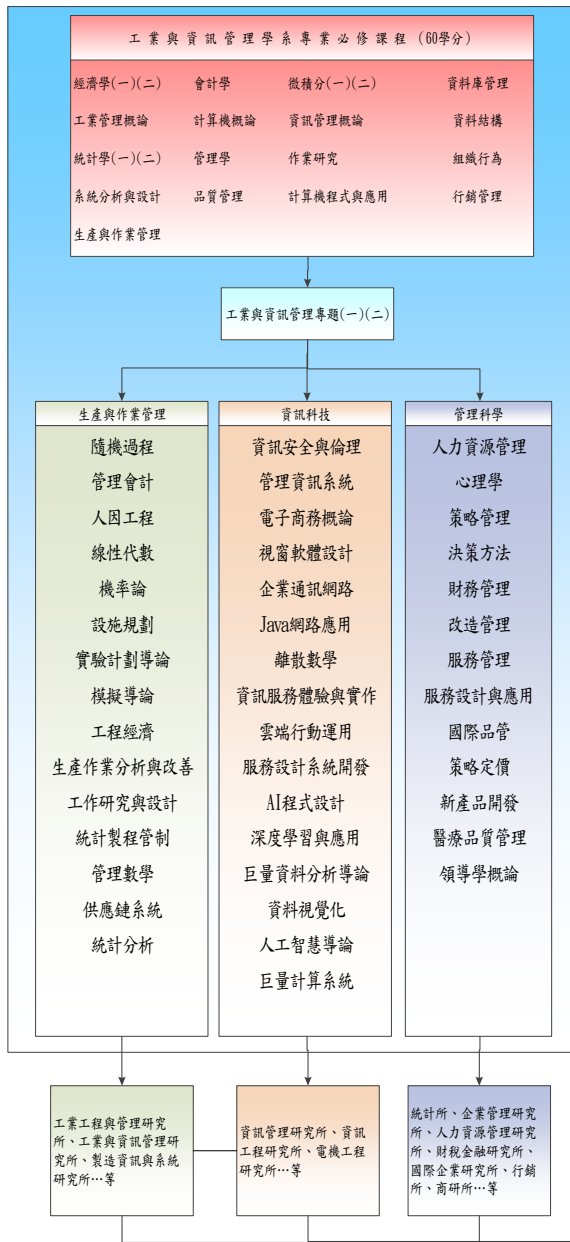 工業與資訊管理學系專業必修課程 (60學分)
經濟學(一)(二) 會計學 微積分(一)(二) 資料庫管理
工業管理概論 計算機概論 資訊管理概論 資料結構
統計學(一)(二) 管理學 作業研究 組織行為
系統分析與設計 品質管理 計算機程式與應用 行銷管理
生產與作業管理
工業與資訊管理專題(一)(二)
生產與作業管理
隨機過程
管理會計
人因工程
線性代數
機率論
設施規劃
實驗計劃導論
模擬導論
工程經濟
生產作業分析與改善
工作研究與設計
統計製程管制
管理數學
供應鏈系統
統計分析
資訊科技
資訊安全與倫理
管理資訊系統
電子商務概論
視窗軟體設計
企業通訊網路
Java網路應用
離散數學
資訊服務體驗與實作
雲端行動運用
服務設計系統開發
AI程式設計
深度學習與應用
巨量資料分析導論
資料視覺化
人工智慧導論
巨量計算系統
管理科學
人力資源管理
心理學
策略管理
決策方法
財務管理
改造管理
服務管理
服務設計與應用
國際品管
策略定價
新產品開發
醫療品質管理
領導學概論
工業工程與管理研究
所、工業與資訊管理研
究所、製造資訊與系統
研究所…等
資訊管理研究所、資訊
工程研究所、電機工程
研究所…等
統計所、企業管理研究
所、人力資源管理研究
所、財稅金融研究所、
國際企業研究所、行銷
所、商研所…等